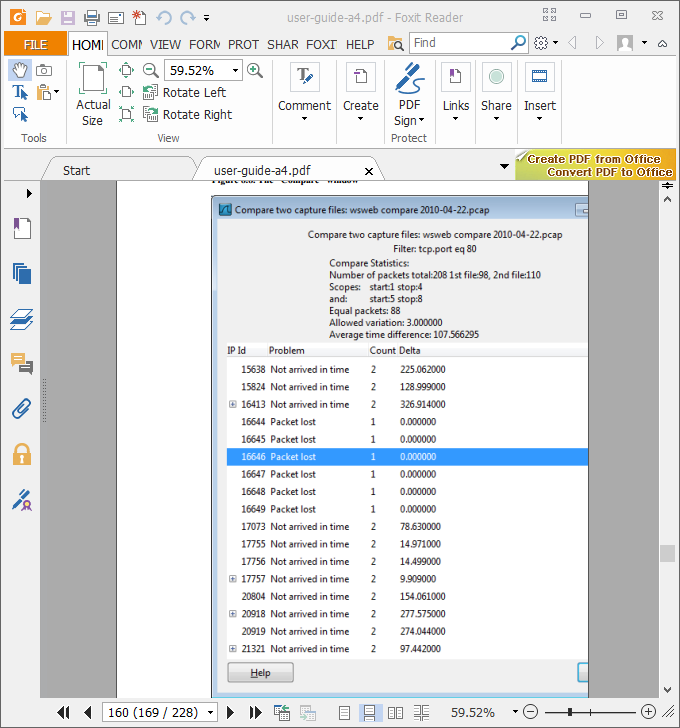 user-guide-a4.pdf - Foxit Reader
FILE HOME COMM VIEW FORM PROT SHAR FOXT HELP Find
59.52%
Rotate Left
Rotate Right
Actual Size
Comment
Create
PDF Sign
Links
Share
Insert
Tools View Protect
Start
user-guide-a4.pdf
Create PDF from Office
Convert PDF to Office
Compare two capture files: wsweb compare 2010-04-22.pcap
Compare two capture files: wsweb compare 2010-04-22.pcap
Filter: tcp.port eq 80
Compare Statistics:
Number of packets total:208 1st file:98, 2nd file:110
Scopes: start:1 stop:4
and: start:5 stop:8
Equal packets: 88
Allowed variation: 3.000000
Average time difference: 107.566295
IP Id Problem Count Delta
15638 Not arrived in time 2 225.062000
15824 Not arrived in time 2 128.999000
16413 Not arrived in time 2 326.914000
16644 Packet lost 1 0.000000
16645 Packet lost 1 0.000000
16646 Packet lost 1 0.000000
16647 Packet lost 1 0.000000
16648 Packet lost 1 0.000000
16649 Packet lost 1 0.000000
17073 Not arrived in time 2 78.630000
17755 Not arrived in time 2 14.971000
17756 Not arrived in time 2 14.499000
17757 Not arrived in time 2 9.909000
20804 Not arrived in time 2 154.061000
20918 Not arrived in time 2 277.575000
20919 Not arrived in time 2 274.044000
21321 Not arrived in time 2 97.442000
Help
160 (169 / 228)
59.52%